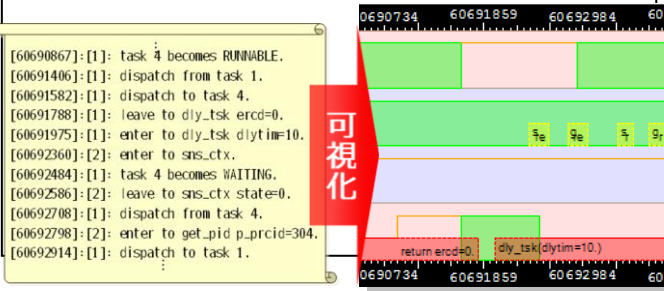 [60690867]:[1]: task 4 becomes RUNNABLE.
[60691406]:[1]: dispatch from task 1.
[60691582]:[1]: dispatch to task 4.
[60691788]:[1]: leave to dly_tsk ercd=0.
[60691975]:[1]: enter to dly_tsk dlytim=10.
[60692360]:[2]: enter to sns_ctx.
[60692484]:[1]: task 4 becomes WAITING.
[60692586]:[2]: leave to sns_ctx state=0.
[60692708]:[1]: dispatch from task 4.
[60692798]:[2]: enter to get_pid p_prcid=304.
[60692914]:[1]: dispatch to task 1.
可視化
0690734 60691859 60692984 60
return ercd=0. dly_tsk(dlytim=10.)
0690734 60691859 60692984 60